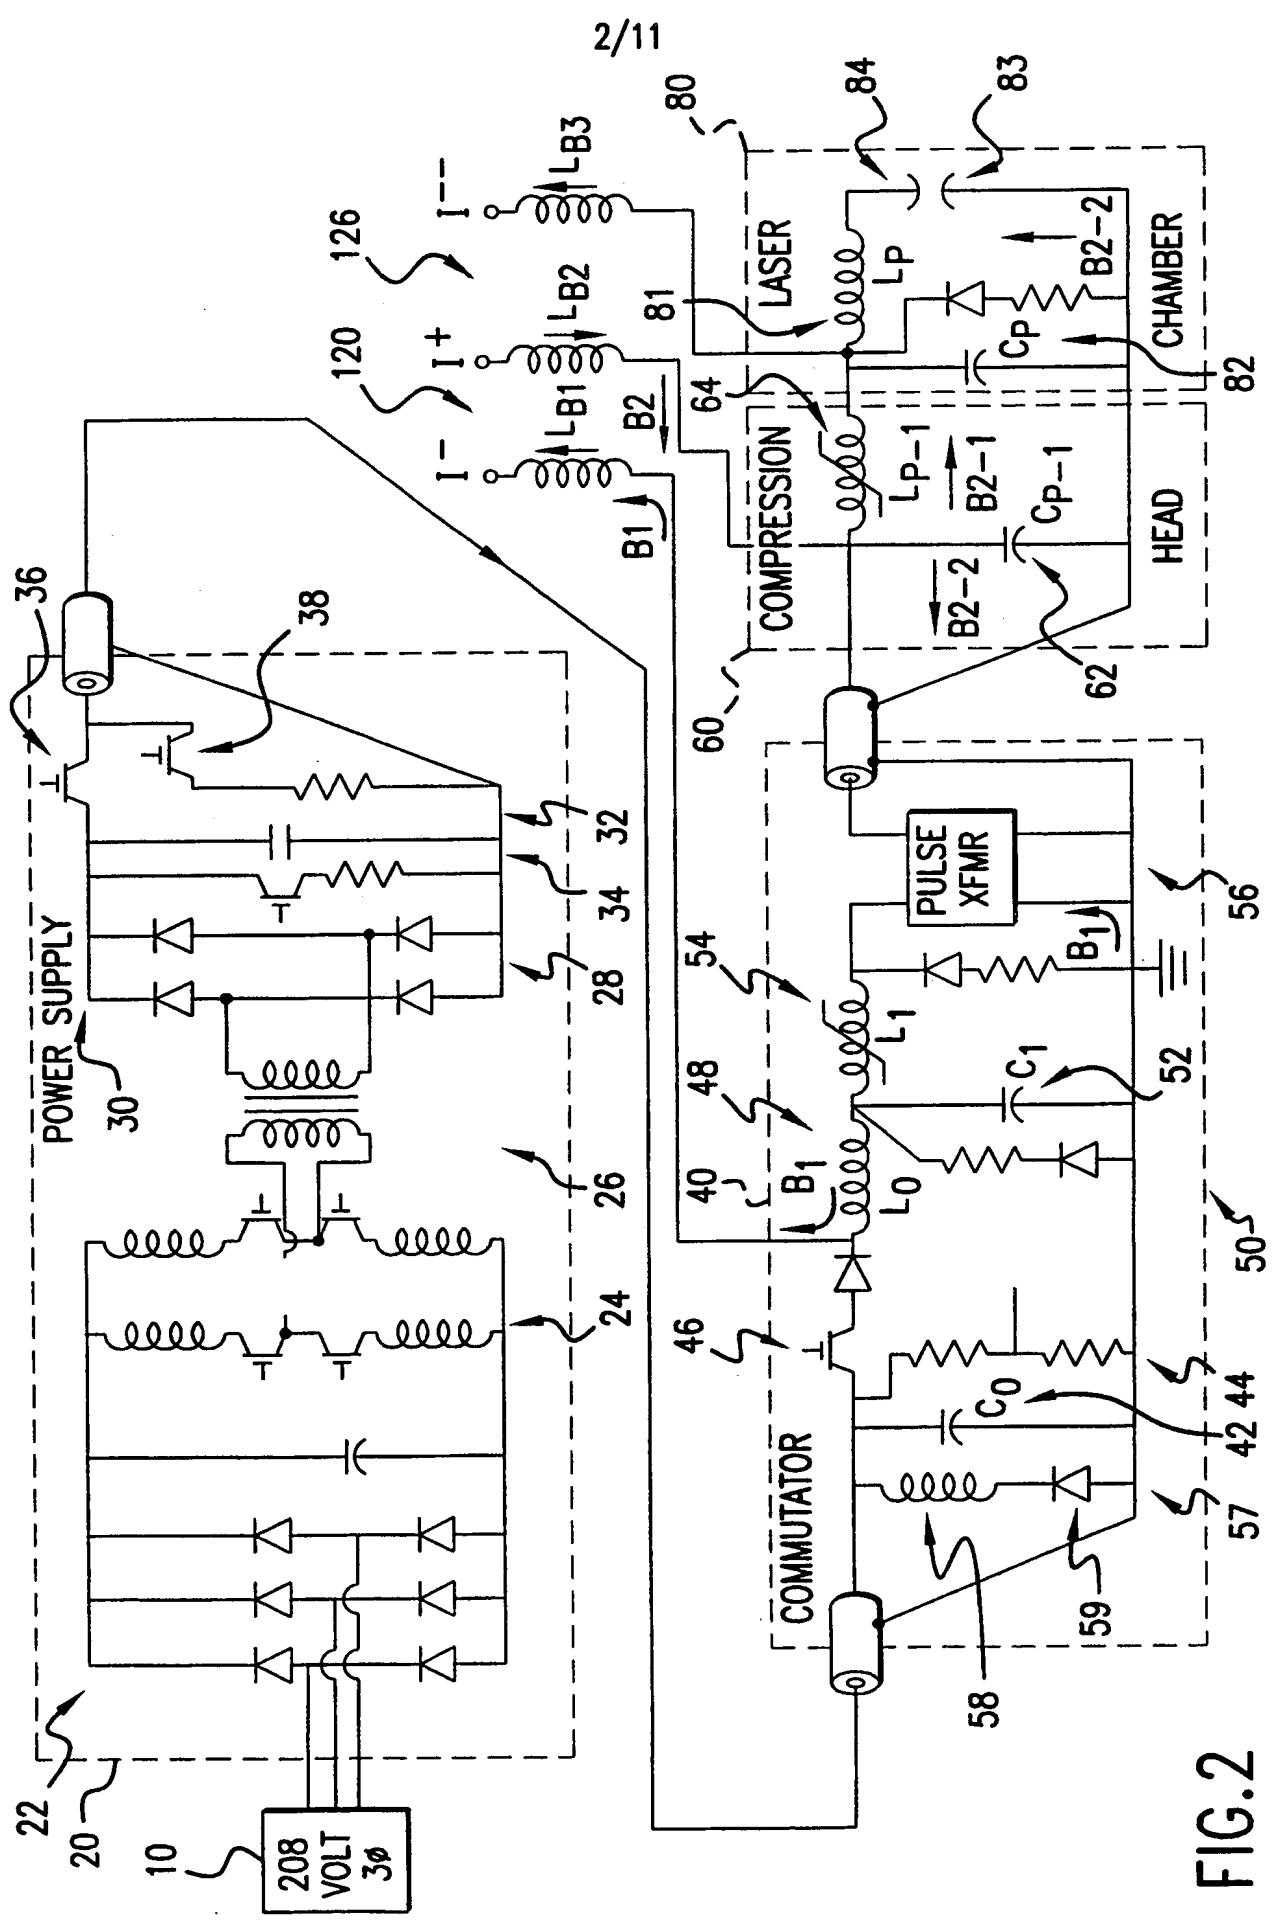 2/11
FIG.2
10
208
VOLT
3ø
20
22
POWER SUPPLY
30
24
26
28
34
32
36
38
120
126
I-
I+
I--
LB1
LB2
LB3
B1
B2
COMMUTATOR
40
46
48
54
B1
L0
L1
C0
C1
PULSE
XFMR
B1
58
59
57
42
44
50
52
56
60
COMPRESSION
HEAD
64
LP-1
B2-1
CP-1
B2-2
62
80
LASER
CHAMBER
81
LP
CP
B2-2
82
84
83